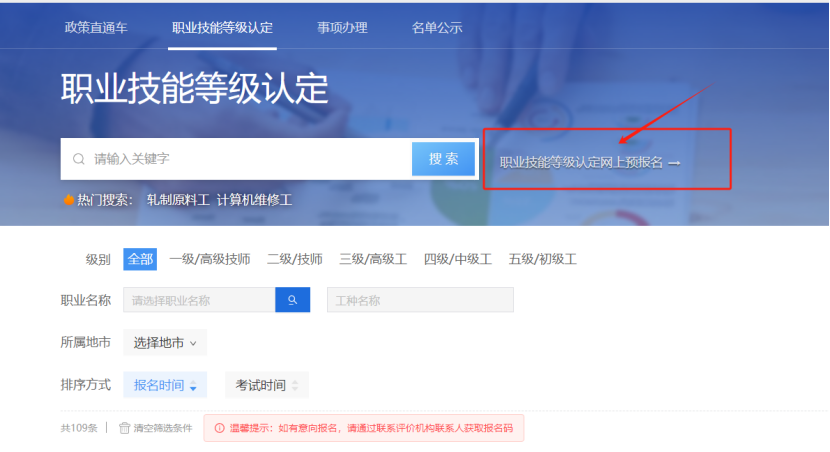 政策直通车 职业技能等级认定 事项办理 名单公示
职业技能等级认定
请输入关键字 搜索 职业技能等级认定网上预报名 →
热门搜索： 轧制原料工 计算机维修工
级别 全部 一级/高级技师 二级/技师 三级/高级工 四级/中级工 五级/初级工
职业名称 请选择职业名称 工种名称
所属地市 选择地市
排序方式 报名时间 考试时间
共109条 清空筛选条件 温馨提示：如有意向报名，请通过联系评价机构联系人获取报名码